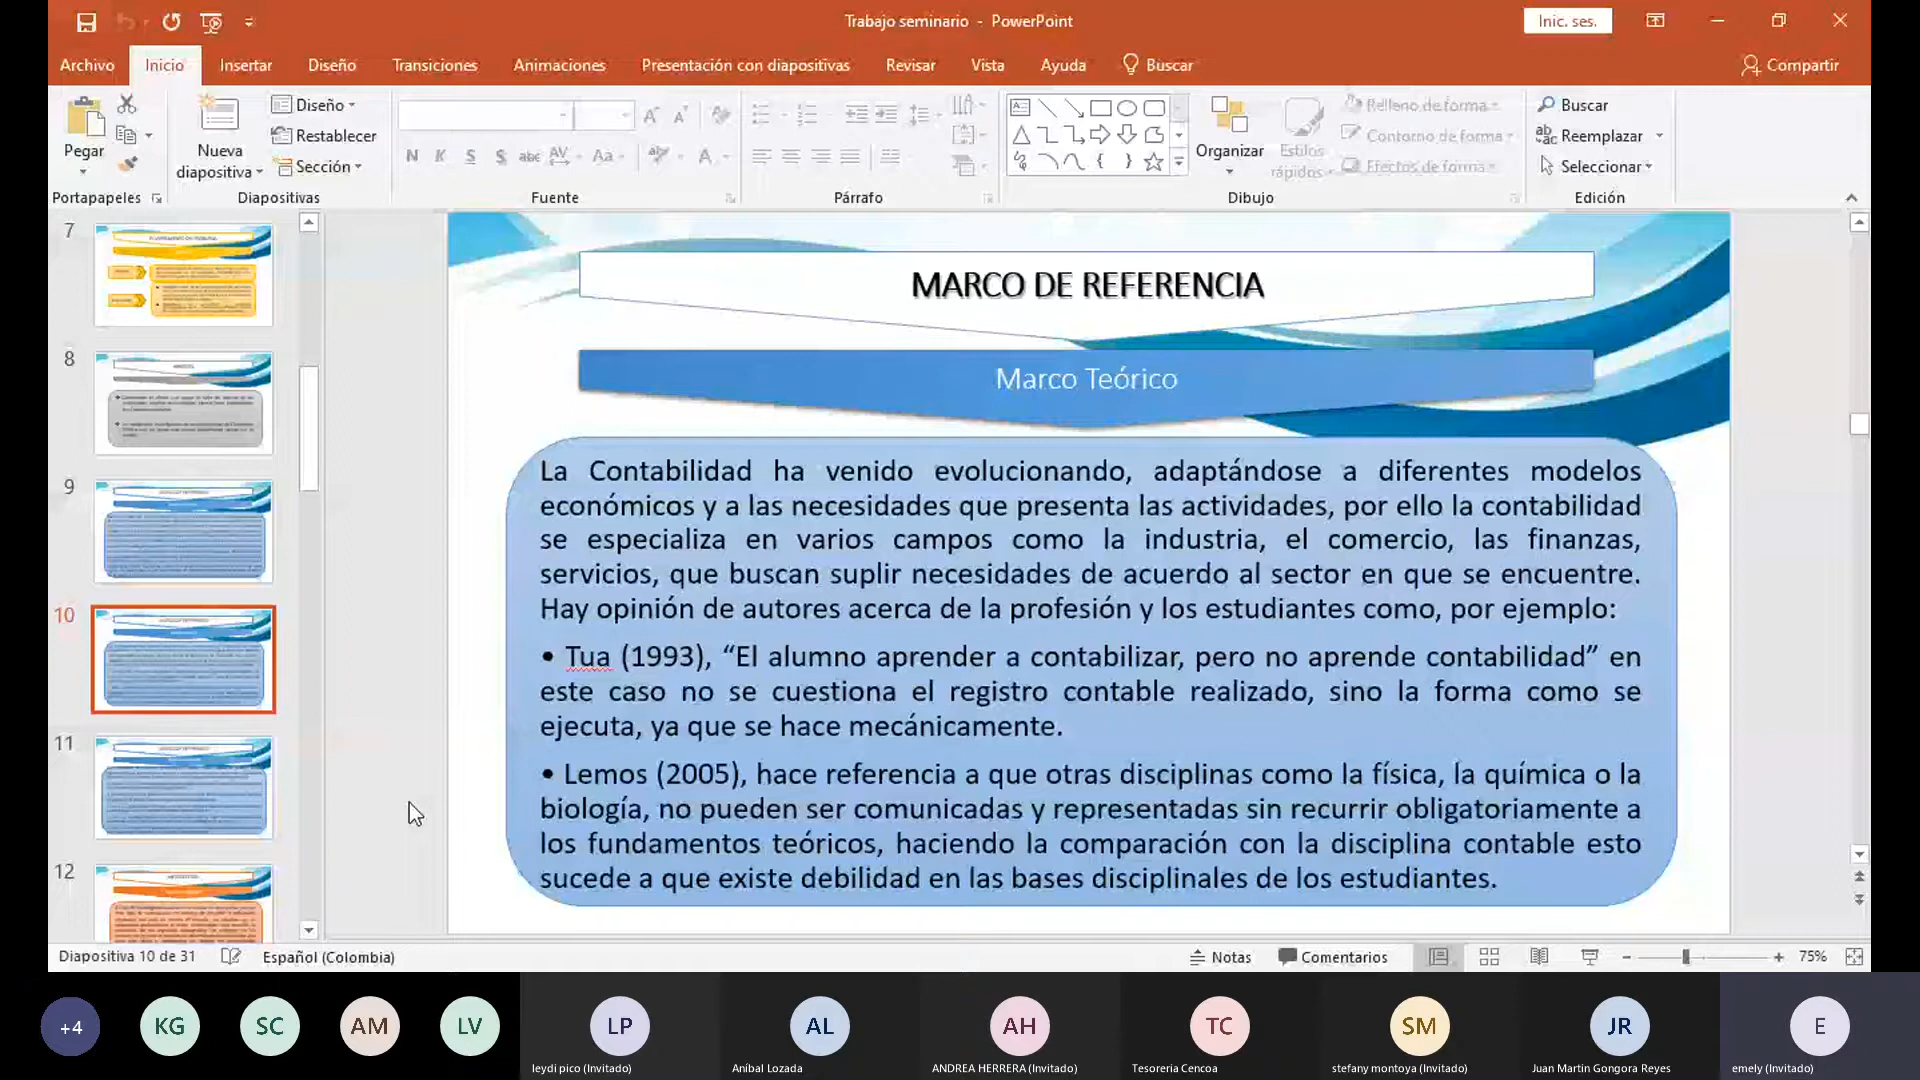 Trabajo seminario - PowerPoint
Inic. ses.
Archivo Inicio Insertar Diseño Transiciones Animaciones Presentación con diapositivas Revisar Vista Ayuda Buscar Compartir
Pegar
Nueva diapositiva
Diseño
Restablecer
Sección
N K S S abc AV Aa A
Organizar
Estilos rápidos
Relleno de forma
Contorno de forma
Efectos de forma
Buscar
Reemplazar
Seleccionar
Portapapeles Diapositivas Fuente Párrafo Dibujo Edición
7
8
9
10
11
12
MARCO DE REFERENCIA
Marco Teórico
La Contabilidad ha venido evolucionando, adaptándose a diferentes modelos
económicos y a las necesidades que presenta las actividades, por ello la contabilidad
se especializa en varios campos como la industria, el comercio, las finanzas,
servicios, que buscan suplir necesidades de acuerdo al sector en que se encuentre.
Hay opinión de autores acerca de la profesión y los estudiantes como, por ejemplo:
• Tua (1993), “El alumno aprender a contabilizar, pero no aprende contabilidad” en
este caso no se cuestiona el registro contable realizado, sino la forma como se
ejecuta, ya que se hace mecánicamente.
• Lemos (2005), hace referencia a que otras disciplinas como la física, la química o la
biología, no pueden ser comunicadas y representadas sin recurrir obligatoriamente a
los fundamentos teóricos, haciendo la comparación con la disciplina contable esto
sucede a que existe debilidad en las bases disciplinales de los estudiantes.
Diapositiva 10 de 31 Español (Colombia) Notas Comentarios 75%
+4 KG SC AM LV LP AL AH TC SM JR E
leydi pico (Invitado) Aníbal Lozada ANDREA HERRERA (Invitado) Tesoreria Cencoa stefany montoya (Invitado) Juan Martin Gongora Reyes emely (Invitado)